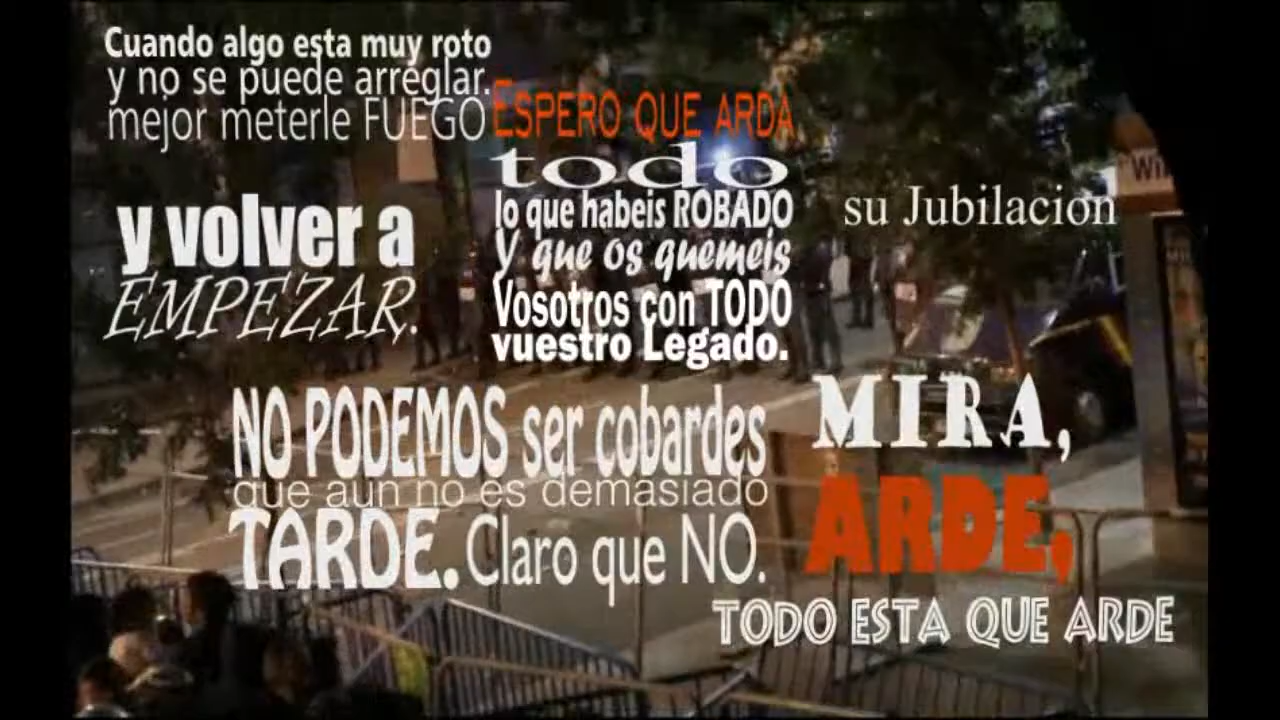 Cuando algo esta muy roto
y no se puede arreglar.
mejor meterle FUEGO
y volver a
EMPEZAR.
ESPERO QUE ARDA
todo
lo que habeis ROBADO
y que os quemeis
Vosotros con TODO
vuestro Legado.
su Jubilacion
NO PODEMOS ser cobardes
que aun no es demasiado
TARDE. Claro que NO.
MIRA,
ARDE,
TODO ESTA QUE ARDE